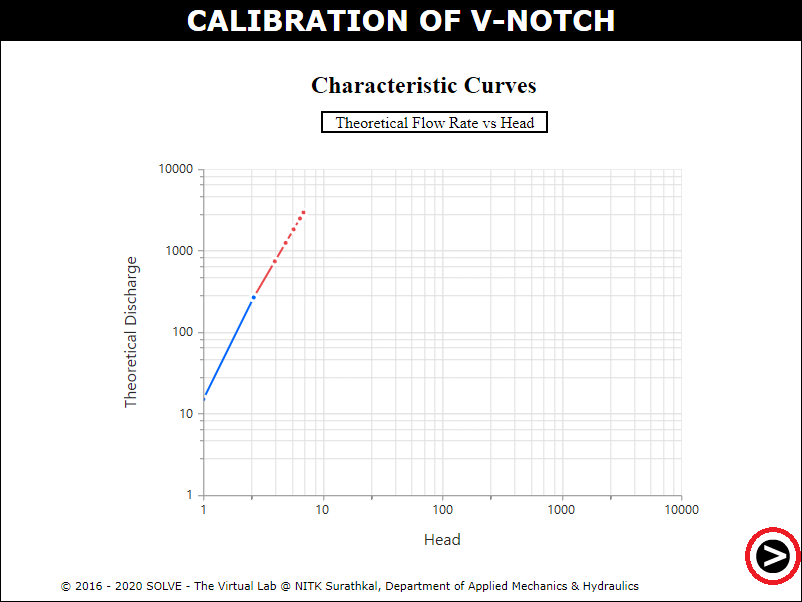 CALIBRATION OF V-NOTCH
Characteristic Curves
Theoretical Flow Rate vs Head
10000
1000
100
10
1
Theoretical Discharge
1 10 100 1000 10000
Head
>
© 2016 - 2020 SOLVE - The Virtual Lab @ NITK Surathkal, Department of Applied Mechanics & Hydraulics